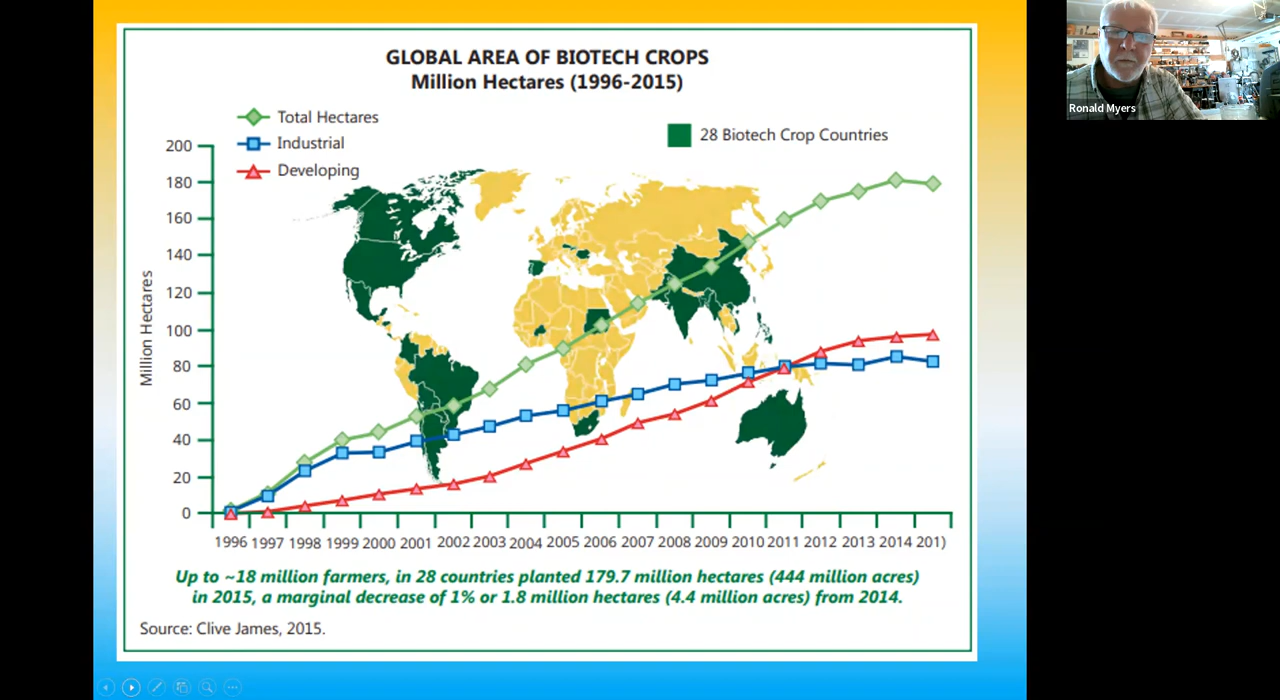 GLOBAL AREA OF BIOTECH CROPS
Million Hectares (1996-2015)
Total Hectares
Industrial
Developing
28 Biotech Crop Countries
Ronald Myers
200
180
160
140
120
100
80
60
40
20
0
Million Hectares
1996 1997 1998 1999 2000 2001 2002 2003 2004 2005 2006 2007 2008 2009 2010 2011 2012 2013 2014 201)
Up to ~18 million farmers, in 28 countries planted 179.7 million hectares (444 million acres)
in 2015, a marginal decrease of 1% or 1.8 million hectares (4.4 million acres) from 2014.
Source: Clive James, 2015.